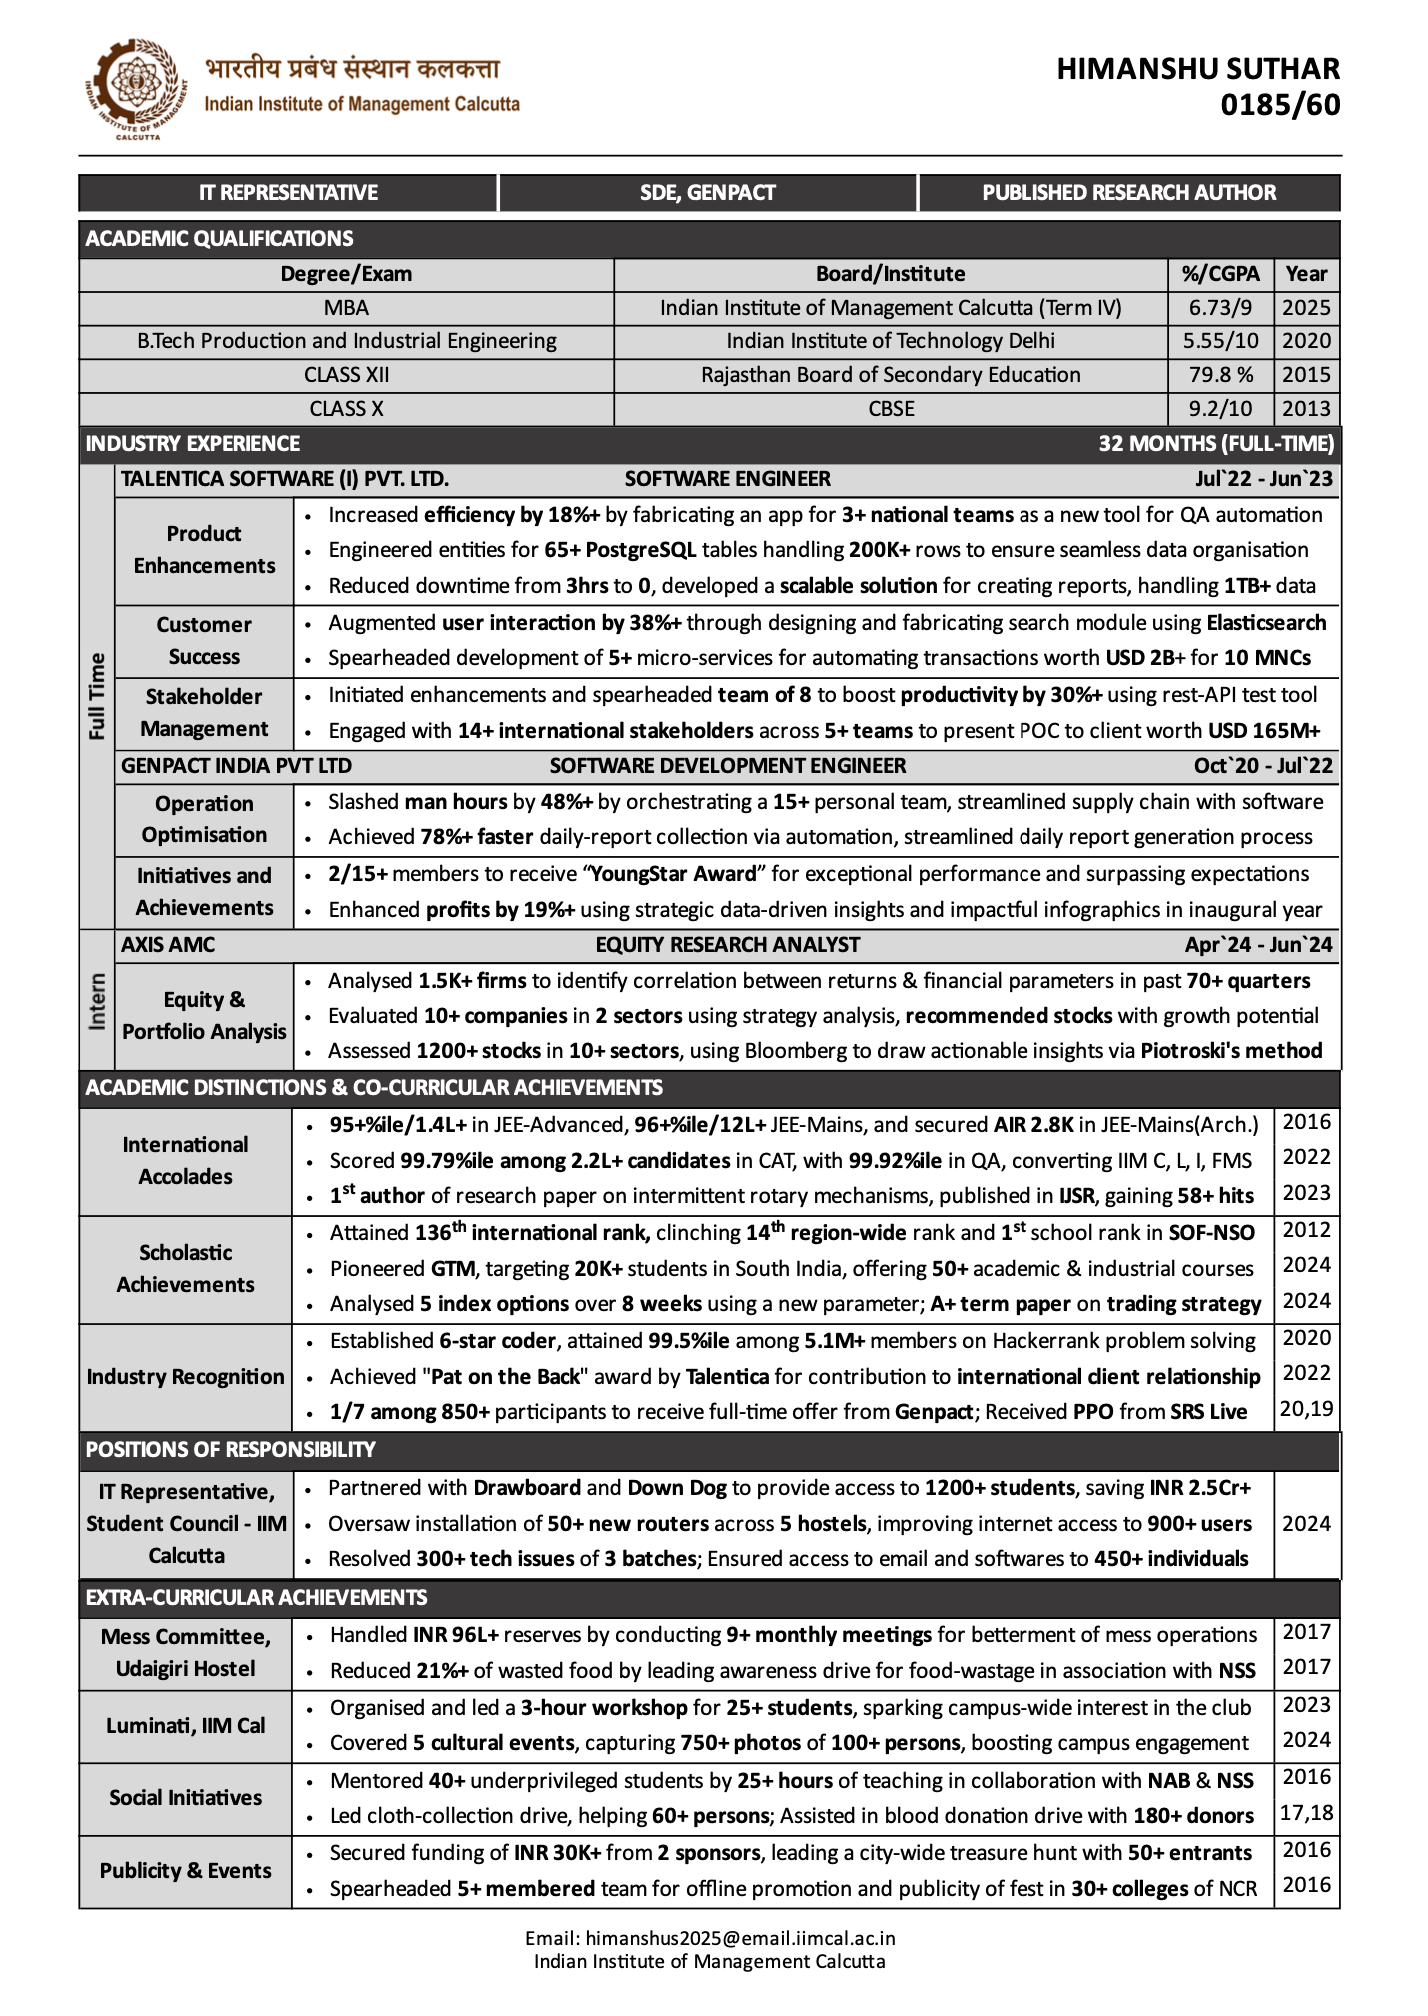 भारतीय प्रबंध संस्थान कलकत्ता
Indian Institute of Management Calcutta
INDIAN INSTITUTE OF MANAGEMENT CALCUTTA
HIMANSHU SUTHAR
0185/60
IT REPRESENTATIVE SDE, GENPACT PUBLISHED RESEARCH AUTHOR
ACADEMIC QUALIFICATIONS
Degree/Exam Board/Institute %/CGPA Year
MBA Indian Institute of Management Calcutta (Term IV) 6.73/9 2025
B.Tech Production and Industrial Engineering Indian Institute of Technology Delhi 5.55/10 2020
CLASS XII Rajasthan Board of Secondary Education 79.8 % 2015
CLASS X CBSE 9.2/10 2013
INDUSTRY EXPERIENCE 32 MONTHS (FULL-TIME)
Full Time
TALENTICA SOFTWARE (I) PVT. LTD. SOFTWARE ENGINEER Jul`22 - Jun`23
Product
Enhancements
• Increased efficiency by 18%+ by fabricating an app for 3+ national teams as a new tool for QA automation
• Engineered entities for 65+ PostgreSQL tables handling 200K+ rows to ensure seamless data organisation
• Reduced downtime from 3hrs to 0, developed a scalable solution for creating reports, handling 1TB+ data
Customer
Success
• Augmented user interaction by 38%+ through designing and fabricating search module using Elasticsearch
• Spearheaded development of 5+ micro-services for automating transactions worth USD 2B+ for 10 MNCs
Stakeholder
Management
• Initiated enhancements and spearheaded team of 8 to boost productivity by 30%+ using rest-API test tool
• Engaged with 14+ international stakeholders across 5+ teams to present POC to client worth USD 165M+
GENPACT INDIA PVT LTD SOFTWARE DEVELOPMENT ENGINEER Oct`20 - Jul`22
Operation
Optimisation
• Slashed man hours by 48%+ by orchestrating a 15+ personal team, streamlined supply chain with software
• Achieved 78%+ faster daily-report collection via automation, streamlined daily report generation process
Initiatives and
Achievements
• 2/15+ members to receive “YoungStar Award” for exceptional performance and surpassing expectations
• Enhanced profits by 19%+ using strategic data-driven insights and impactful infographics in inaugural year
Intern
AXIS AMC EQUITY RESEARCH ANALYST Apr`24 - Jun`24
Equity &
Portfolio Analysis
• Analysed 1.5K+ firms to identify correlation between returns & financial parameters in past 70+ quarters
• Evaluated 10+ companies in 2 sectors using strategy analysis, recommended stocks with growth potential
• Assessed 1200+ stocks in 10+ sectors, using Bloomberg to draw actionable insights via Piotroski's method
ACADEMIC DISTINCTIONS & CO-CURRICULAR ACHIEVEMENTS
International
Accolades
• 95+%ile/1.4L+ in JEE-Advanced, 96+%ile/12L+ JEE-Mains, and secured AIR 2.8K in JEE-Mains(Arch.) 2016
• Scored 99.79%ile among 2.2L+ candidates in CAT, with 99.92%ile in QA, converting IIM C, L, I, FMS 2022
• 1st author of research paper on intermittent rotary mechanisms, published in IJSR, gaining 58+ hits 2023
Scholastic
Achievements
• Attained 136th international rank, clinching 14th region-wide rank and 1st school rank in SOF-NSO 2012
• Pioneered GTM, targeting 20K+ students in South India, offering 50+ academic & industrial courses 2024
• Analysed 5 index options over 8 weeks using a new parameter; A+ term paper on trading strategy 2024
Industry Recognition
• Established 6-star coder, attained 99.5%ile among 5.1M+ members on Hackerrank problem solving 2020
• Achieved "Pat on the Back" award by Talentica for contribution to international client relationship 2022
• 1/7 among 850+ participants to receive full-time offer from Genpact; Received PPO from SRS Live 20,19
POSITIONS OF RESPONSIBILITY
IT Representative,
Student Council - IIM
Calcutta
• Partnered with Drawboard and Down Dog to provide access to 1200+ students, saving INR 2.5Cr+
• Oversaw installation of 50+ new routers across 5 hostels, improving internet access to 900+ users 2024
• Resolved 300+ tech issues of 3 batches; Ensured access to email and softwares to 450+ individuals
EXTRA-CURRICULAR ACHIEVEMENTS
Mess Committee,
Udaigiri Hostel
• Handled INR 96L+ reserves by conducting 9+ monthly meetings for betterment of mess operations 2017
• Reduced 21%+ of wasted food by leading awareness drive for food-wastage in association with NSS 2017
Luminati, IIM Cal
• Organised and led a 3-hour workshop for 25+ students, sparking campus-wide interest in the club 2023
• Covered 5 cultural events, capturing 750+ photos of 100+ persons, boosting campus engagement 2024
Social Initiatives
• Mentored 40+ underprivileged students by 25+ hours of teaching in collaboration with NAB & NSS 2016
• Led cloth-collection drive, helping 60+ persons; Assisted in blood donation drive with 180+ donors 17,18
Publicity & Events
• Secured funding of INR 30K+ from 2 sponsors, leading a city-wide treasure hunt with 50+ entrants 2016
• Spearheaded 5+ membered team for offline promotion and publicity of fest in 30+ colleges of NCR 2016
Email: himanshus2025@email.iimcal.ac.in
Indian Institute of Management Calcutta